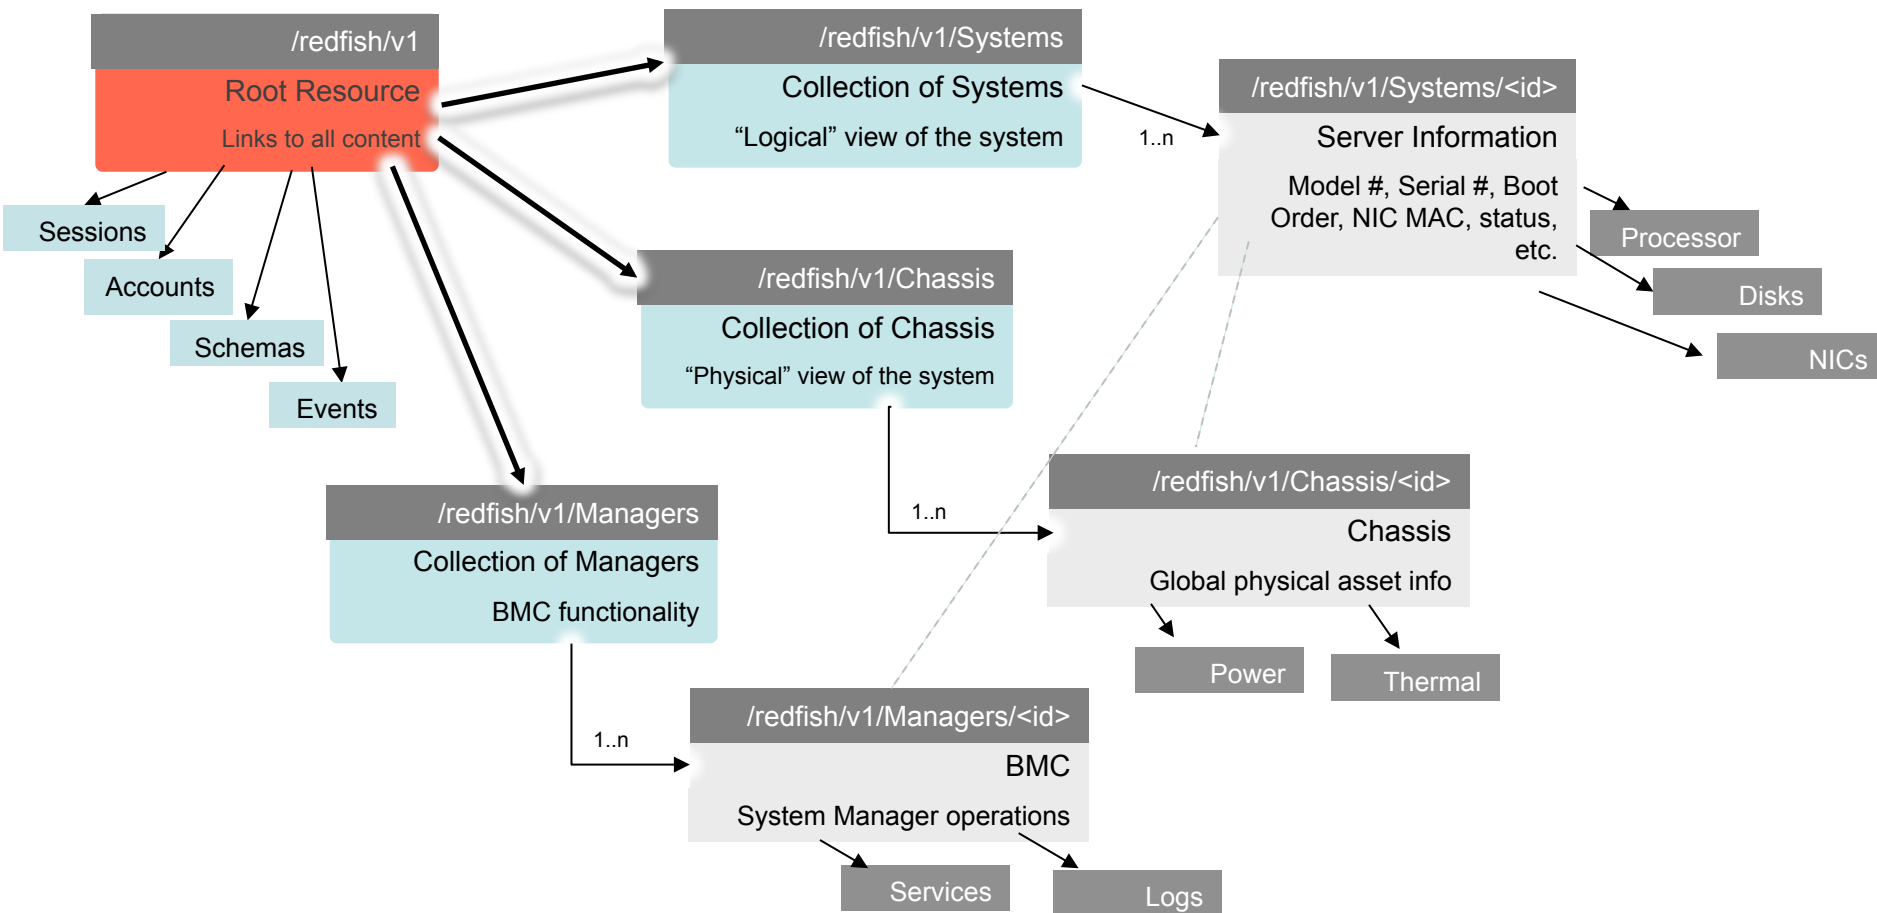 /redfish/v1
Root Resource
Links to all content
Sessions
Accounts
Schemas
Events
/redfish/v1/Systems
Collection of Systems
“Logical” view of the system
1..n
/redfish/v1/Systems/<id>
Server Information
Model #, Serial #, Boot
Order, NIC MAC, status,
etc.
Processor
Disks
NICs
/redfish/v1/Chassis
Collection of Chassis
“Physical” view of the system
1..n
/redfish/v1/Chassis/<id>
Chassis
Global physical asset info
Power
Thermal
/redfish/v1/Managers
Collection of Managers
BMC functionality
1..n
/redfish/v1/Managers/<id>
BMC
System Manager operations
Services
Logs